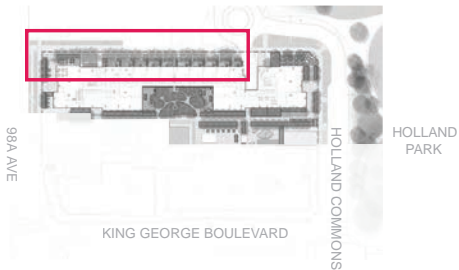 98A AVE
HOLLAND COMMONS
HOLLAND
PARK
KING GEORGE BOULEVARD